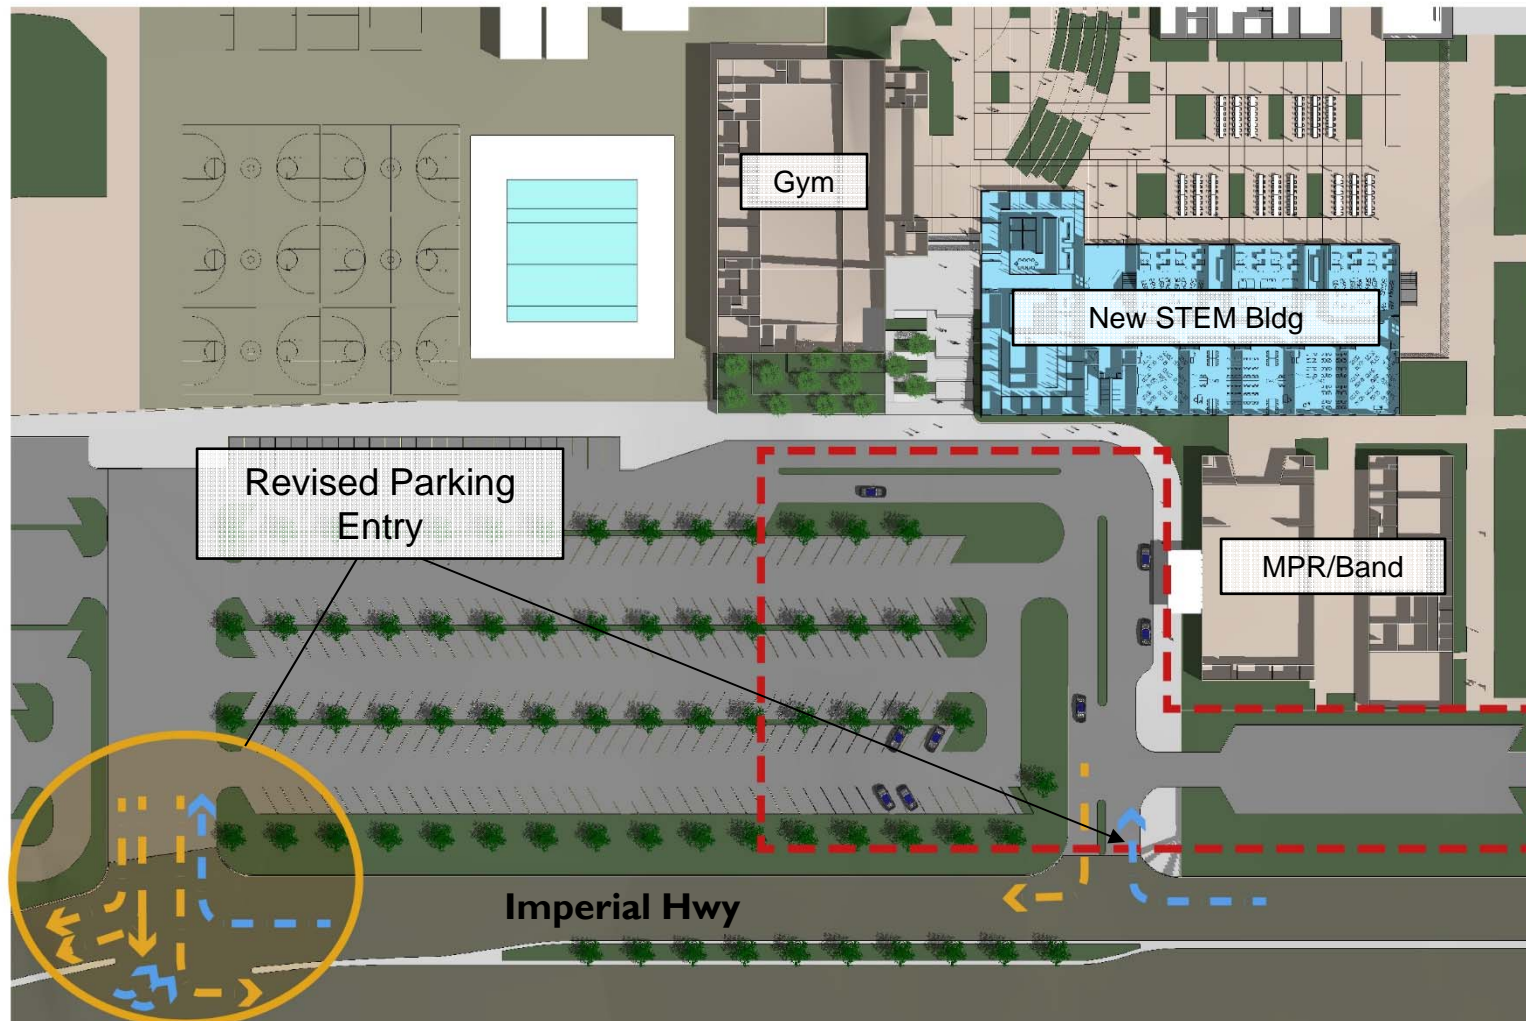 Gym
New STEM Bldg
Revised Parking
Entry
MPR/Band
Imperial Hwy